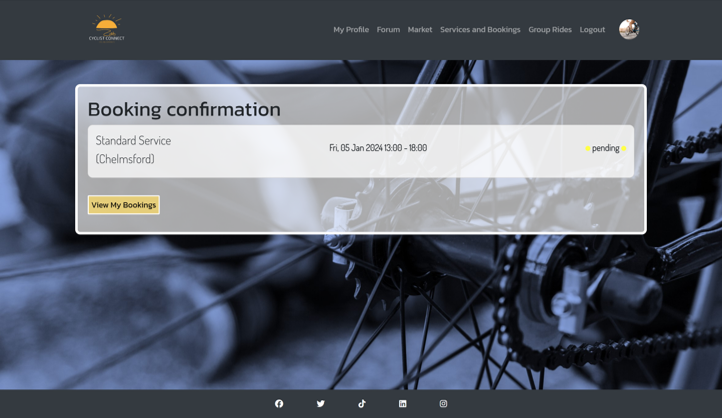 CYCLIST CONNECT
My Profile Forum Market Services and Bookings Group Rides Logout
Booking confirmation
Standard Service
(Chelmsford)
Fri, 05 Jan 2024 13:00 - 18:00
pending
View My Bookings